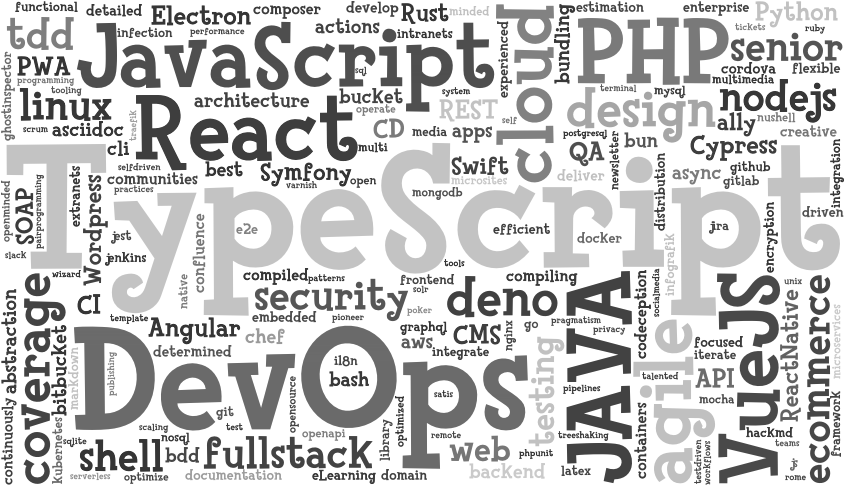 functional
detailed
Electron
composer
develop
Rust
minded
estimation
enterprise
Python
tickets
ruby
tdd
infection
performance
actions
intranets
experienced
cloud
bundling
PHP
senior
JavaScript
sql
PWA
programming
tooling
ghostinspector
cordova
flexible
multimedia
linux
React
architecture
bucket
operate
system
REST
self
terminal
mysql
design
nodejs
ally
nushell
creative
scrum
asciidoc
traefik
CD
media
apps
postgresql
bun
cli
multi
QA
newsletter
Cypress
integration
selfdriven
best
Symfony
Swift
deliver
distribution
async
github
gitlab
communities
practices
varnish
open
microsites
mongodb
TypeScript
openminded
SOAP
pairprogramming
extranets
Wordpress
driven
slack
jest
jenkins
confluence
native
e2e
efficient
docker
infografik
jira
encryption
wizard
compiled
patterns
tools
frontend
compiling
solr
CI
template
security
poker
deno
JAVA
codeception
socialmedia
unix
continuously
abstraction
coverage
bitbucket
embedded
pioneer
Angular
chef
graphql
CMS
nginx
go
pragmatism
privacy
agile
focused
iterate
VueJS
ReactNative
ecommerce
microservices
determined
aws
integrate
markdown
publishing
DevOps
i18n
bash
satis
testing
pipelines
talented
API
mocha
kubernetes
scaling
git
test
opensource
openapi
library
optimized
remote
treeshaking
containers
hackmd
teams
framework
sqlite
nosql
shell
bdd
fullstack
web
phpunit
testdriven
workflows
serverless
optimize
documentation
eLearning
domain
backend
latex
rome